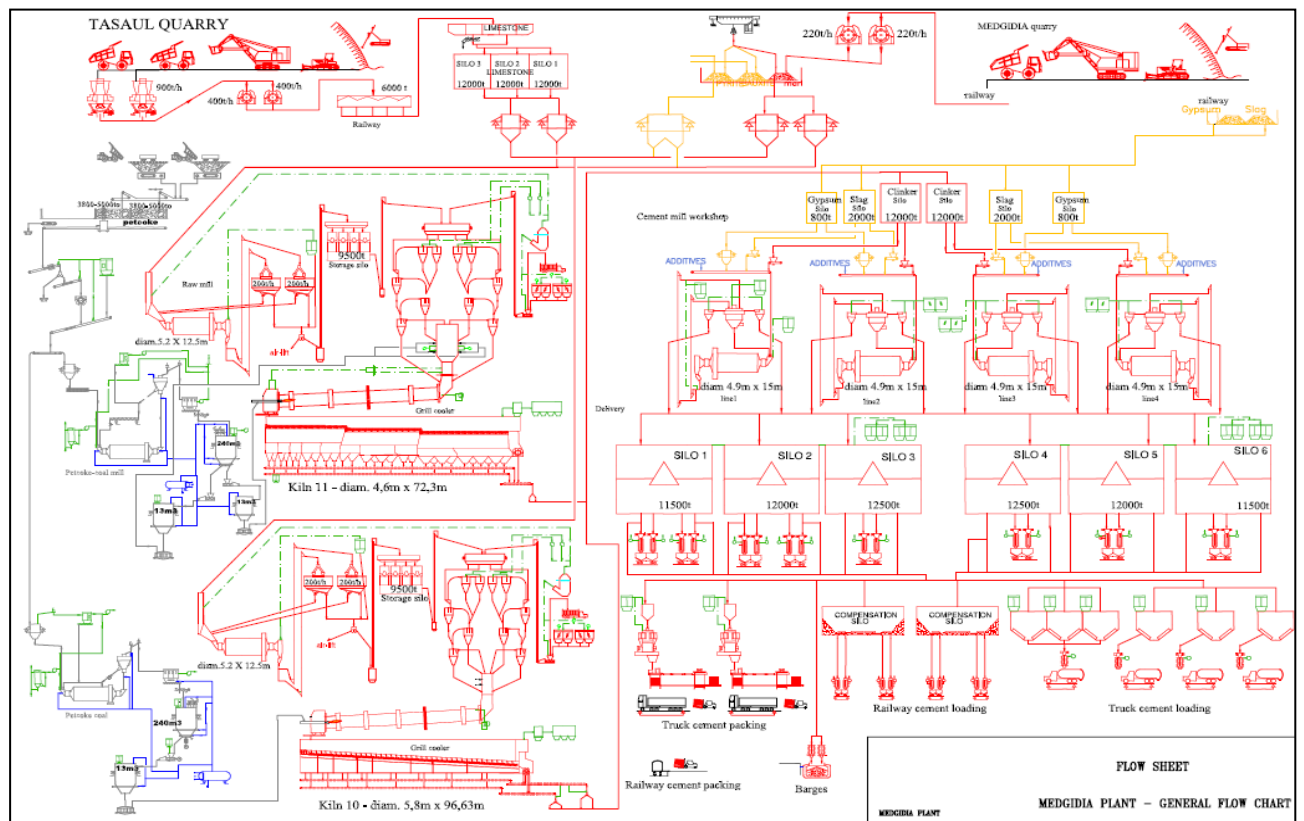 TASAUL QUARRY
900t/h
400t/h
400t/h
6000 t
Railway
LIMESTONE
SILO 3
SILO 2
SILO 1
LIMESTONE
12000t
12000t
12000t
220t/h
220t/h
MEDGIDIA quarry
railway
railway
Gypsum
Slag
3800-5000to
3800-5000to
petcoke
Cement mill workshop
Gypsum
Silo
800t
Slag
Silo
2000t
Clinker
Silo
12000t
Clinker
Silo
12000t
Slag
Silo
2000t
Gypsum
Silo
800t
ADDITIVES
ADDITIVES
ADDITIVES
ADDITIVES
9500t
Storage silo
Raw mill
200t/h
200t/h
diam.5.2 X 12.5m
air-lift
Grill cooler
Kiln 11 - diam. 4,6m x 72,3m
Petcoke-coal mill
240m3
13m3
13m3
diam 4.9m x 15m
line1
diam 4.9m x 15m
line2
diam 4.9m x 15m
line3
diam 4.9m x 15m
line4
Delivery
SILO 1
11500t
SILO 2
12000t
SILO 3
12500t
SILO 4
12500t
SILO 5
12000t
SILO 6
11500t
200t/h
200t/h
9500t
Storage silo
air-lift
diam.5.2 X 12.5m
Petcoke coal
240m3
13m3
Grill cooler
Kiln 10 - diam. 5,8m x 96,63m
COMPENSATION
SILO
COMPENSATION
SILO
Truck cement packing
Railway cement loading
Truck cement loading
Railway cement packing
Barges
FLOW SHEET
MEDGIDIA PLANT
MEDGIDIA PLANT - GENERAL FLOW CHART